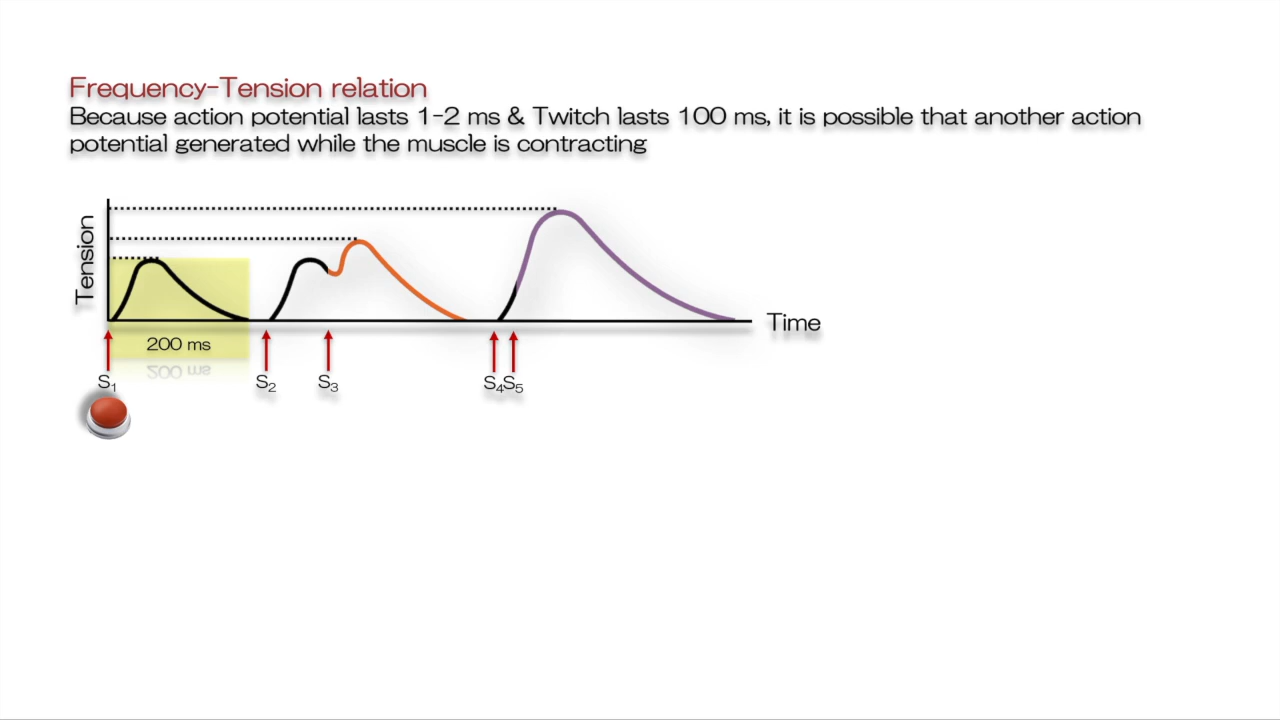 Frequency-Tension relation
Because action potential lasts 1-2 ms & Twitch lasts 100 ms, it is possible that another action
potential generated while the muscle is contracting
Tension
Time
200 ms
S₁
S₂
S₃
S₄S₅